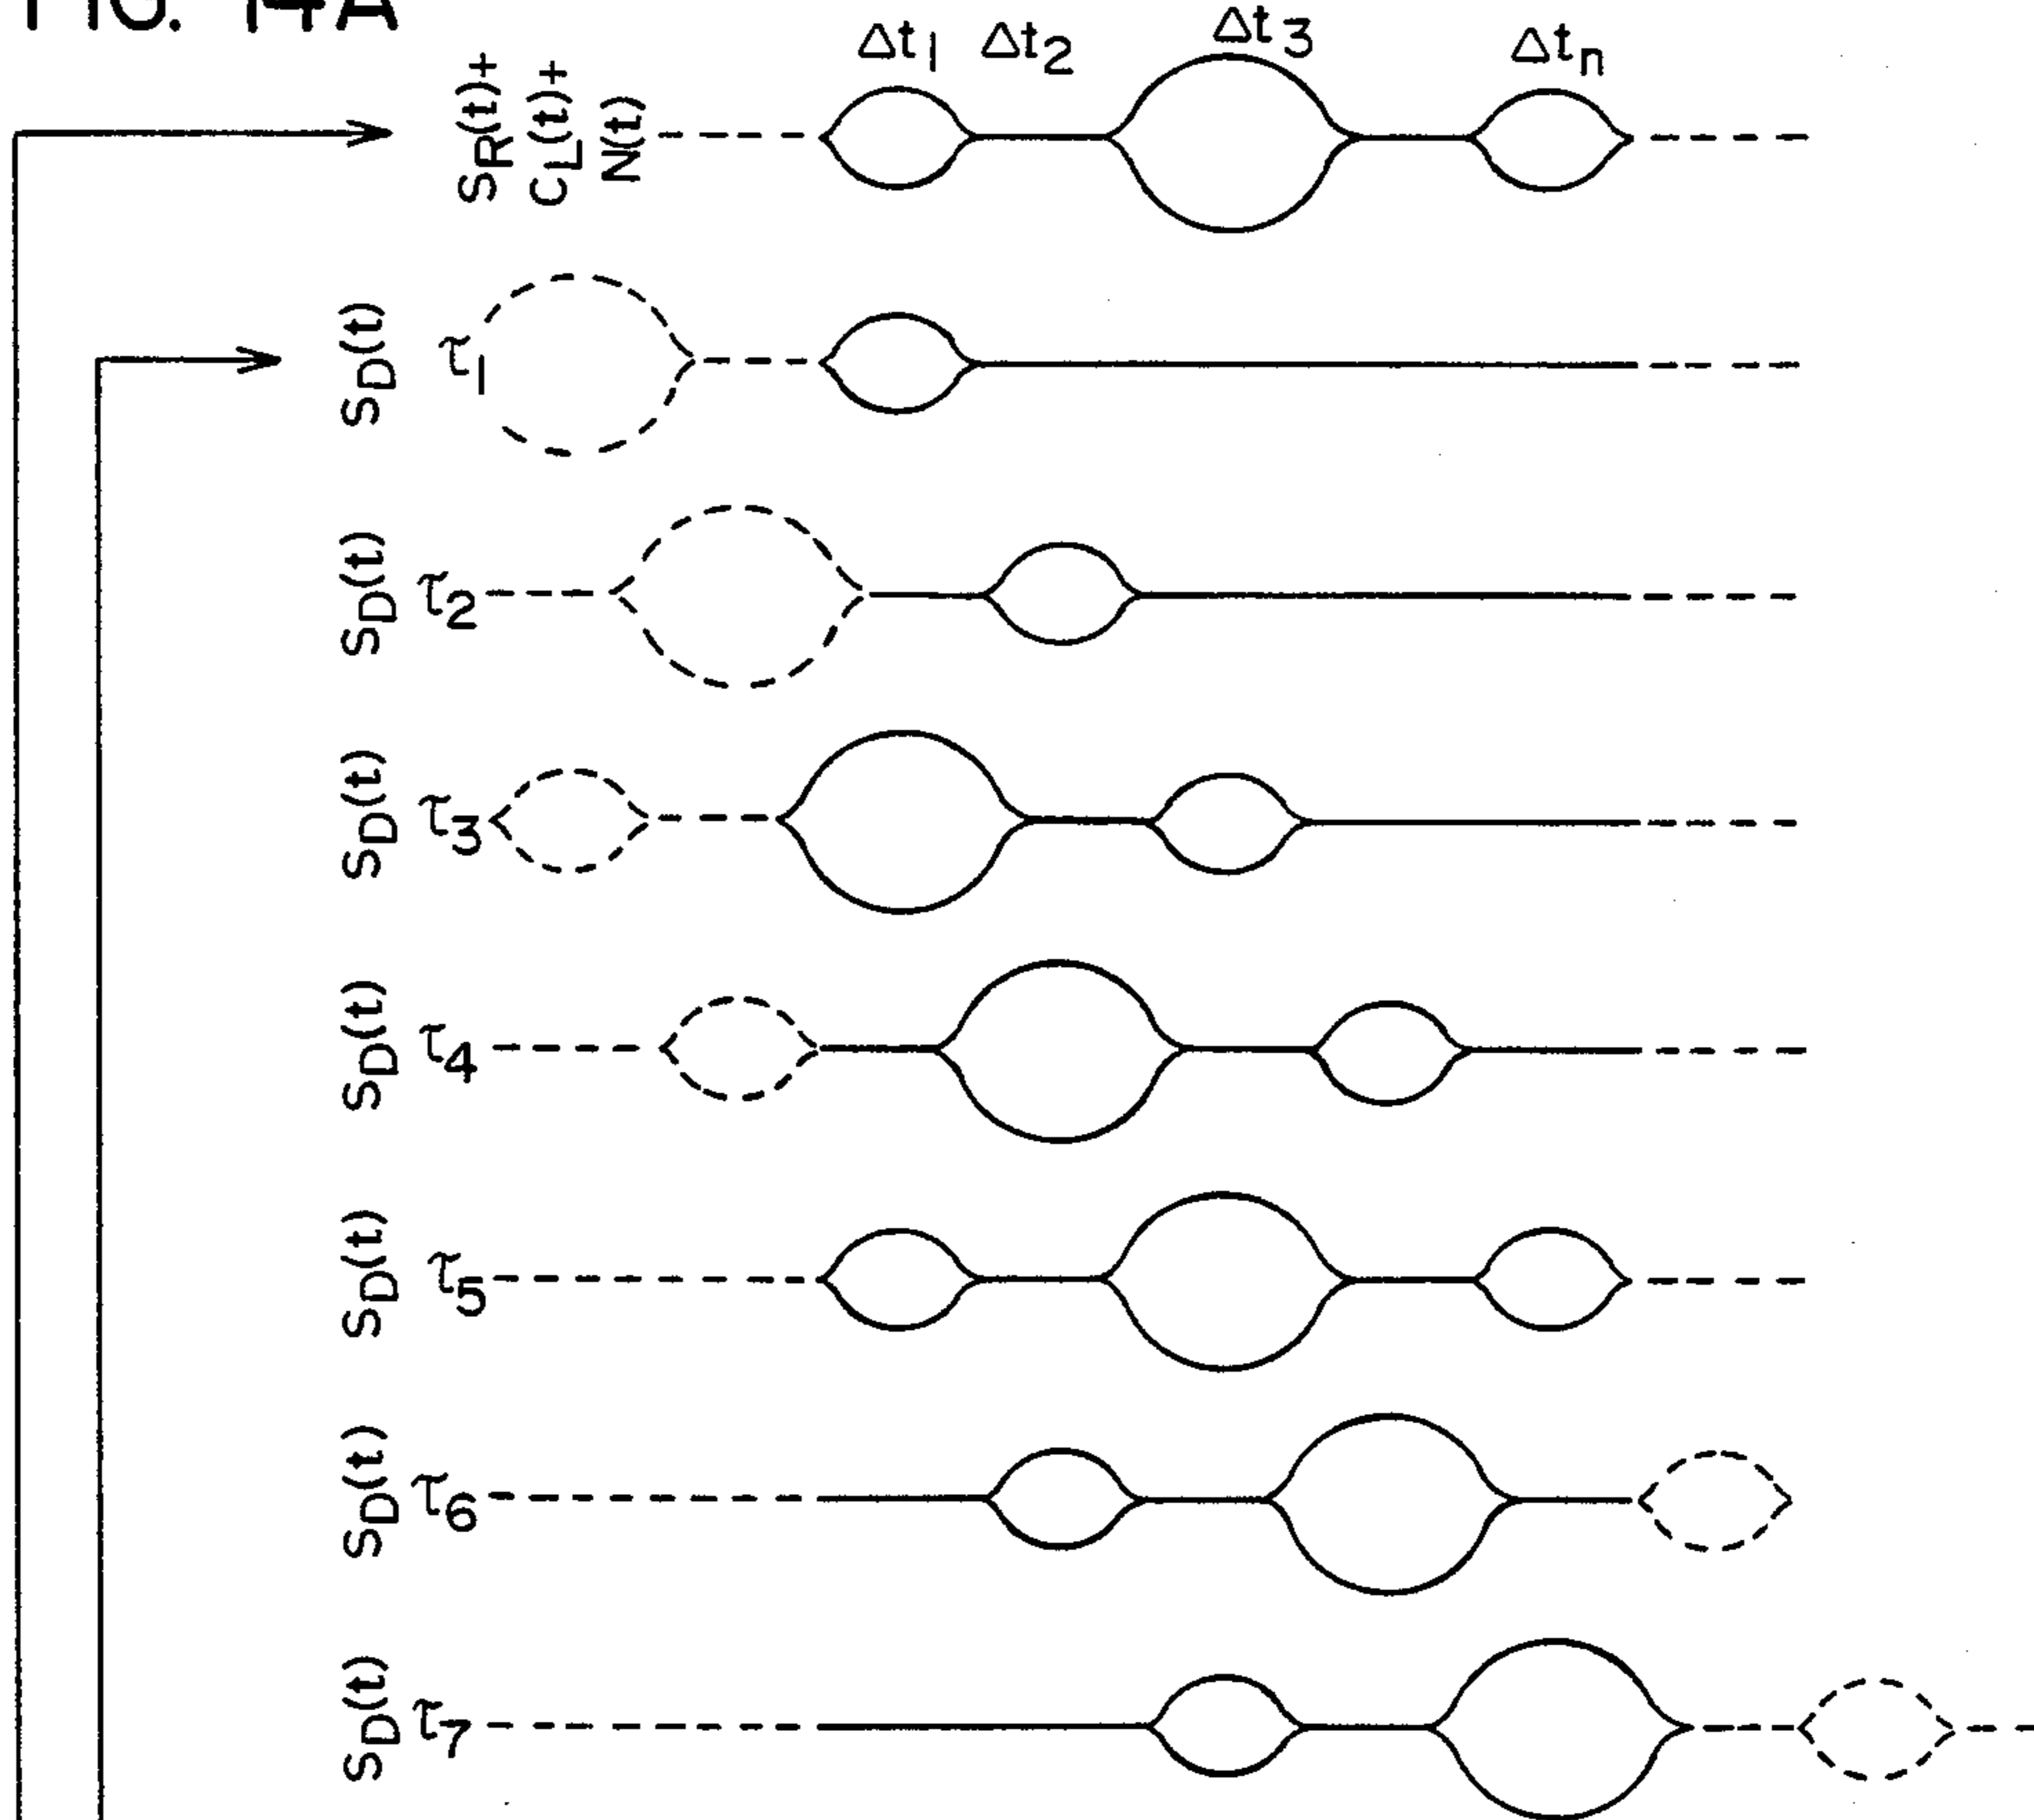 FIG. 14A
Δt1 Δt2 Δt3 Δtn
SR(t)+
CL(t)+
N(t)
SD(t) τ1
SD(t) τ2
SD(t) τ3
SD(t) τ4
SD(t) τ5
SD(t) τ6
SD(t) τ7